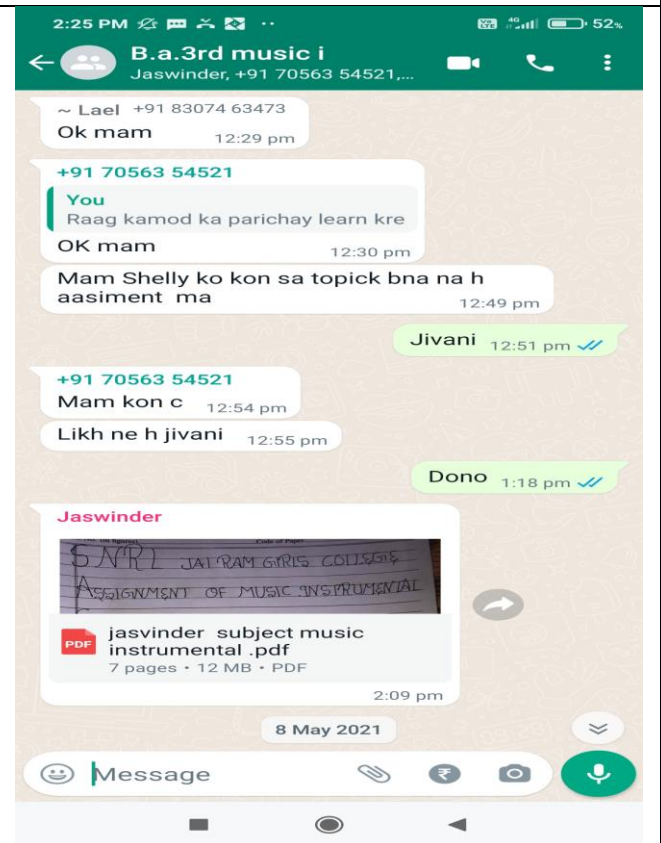 2:25 PM
4G 52%
B.a.3rd music i
Jaswinder, +91 70563 54521,...
~ Lael +91 83074 63473
Ok mam 12:29 pm
+91 70563 54521
You
Raag kamod ka parichay learn kre
OK mam 12:30 pm
Mam Shelly ko kon sa topick bna na h
aasiment ma 12:49 pm
Jivani 12:51 pm
+91 70563 54521
Mam kon c 12:54 pm
Likh ne h jivani 12:55 pm
Dono 1:18 pm
Jaswinder
Code of Paper
SNRL JAI RAM GIRLS COLLEGE
ASSIGNMENT OF MUSIC INSTRUMENTAL
PDF
jasvinder subject music
instrumental .pdf
7 pages • 12 MB • PDF
2:09 pm
8 May 2021
Message
₹